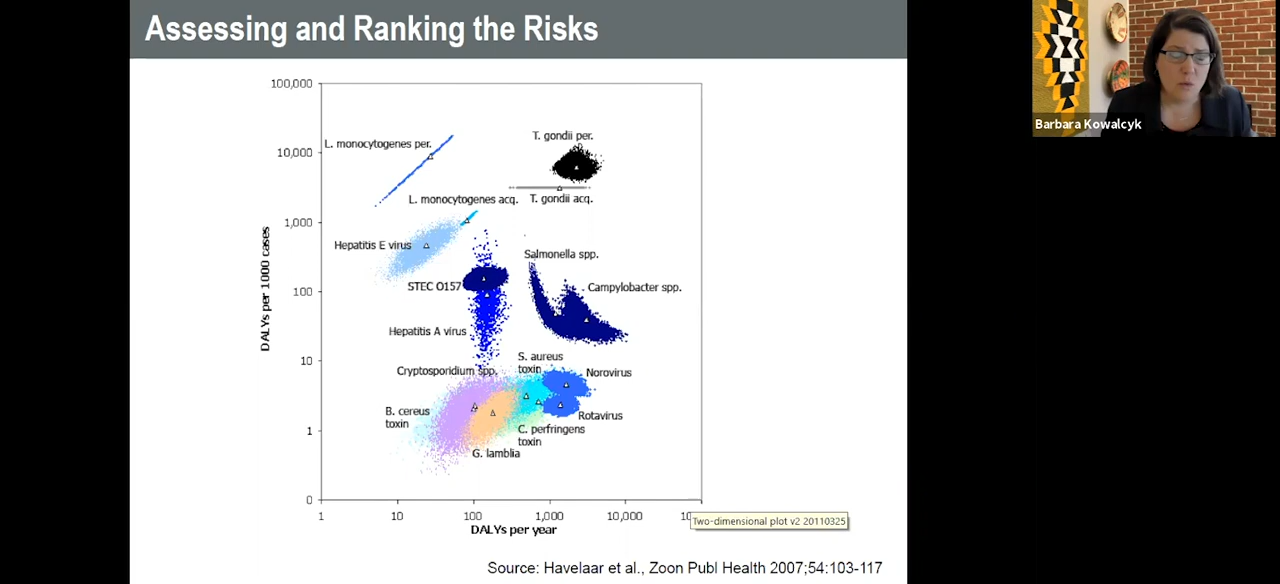 Assessing and Ranking the Risks
Barbara Kowalcyk
100,000
10,000
1,000
100
10
1
0
DALYs per 1000 cases
L. monocytogenes per.
T. gondii per.
L. monocytogenes acq.
T. gondii acq.
Hepatitis E virus
Salmonella spp.
STEC O157
Campylobacter spp.
Hepatitis A virus
S. aureus
toxin
Cryptosporidium spp.
Norovirus
B. cereus
toxin
Rotavirus
C. perfringens
toxin
G. lamblia
1
10
100
1,000
10,000
10
DALYs per year
Two-dimensional plot v2 20110325
Source: Havelaar et al., Zoon Publ Health 2007;54:103-117